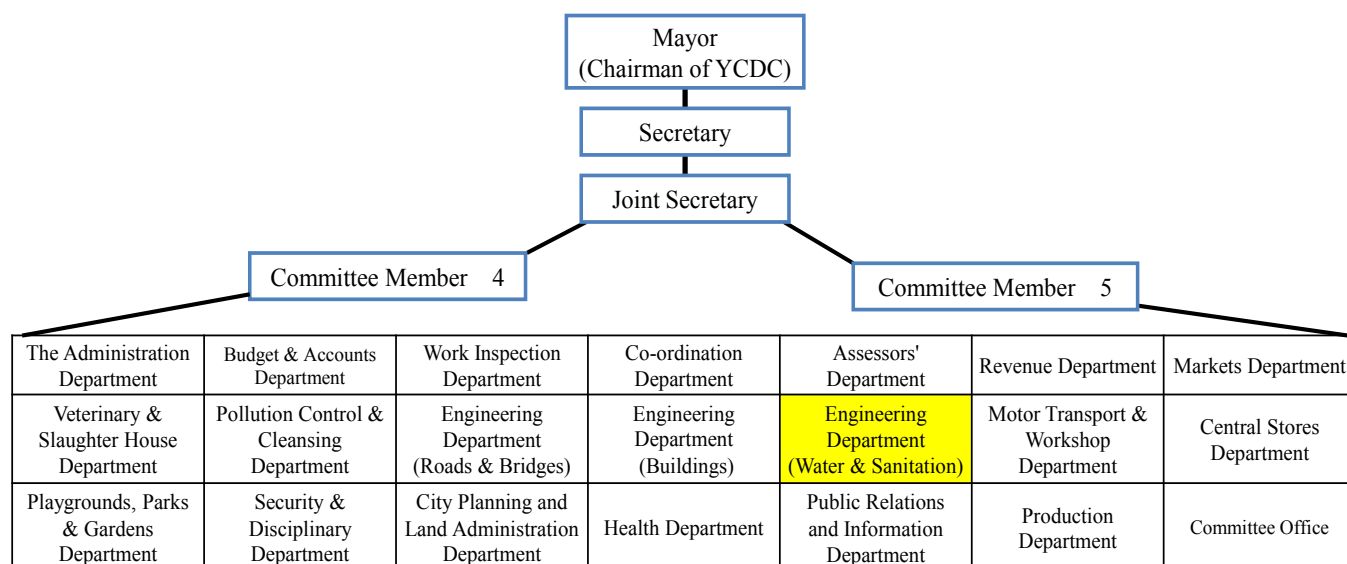 Mayor
(Chairman of YCDC)
Secretary
Joint Secretary
Committee Member 4
Committee Member 5
The Administration
Department
Budget & Accounts
Department
Work Inspection
Department
Co-ordination
Department
Assessors'
Department
Revenue Department
Markets Department
Veterinary &
Slaughter House
Department
Pollution Control &
Cleansing
Department
Engineering
Department
(Roads & Bridges)
Engineering
Department
(Buildings)
Engineering
Department
(Water & Sanitation)
Motor Transport &
Workshop
Department
Central Stores
Department
Playgrounds, Parks
& Gardens
Department
Security &
Disciplinary
Department
City Planning and
Land Administration
Department
Health Department
Public Relations
and Information
Department
Production
Department
Committee Office